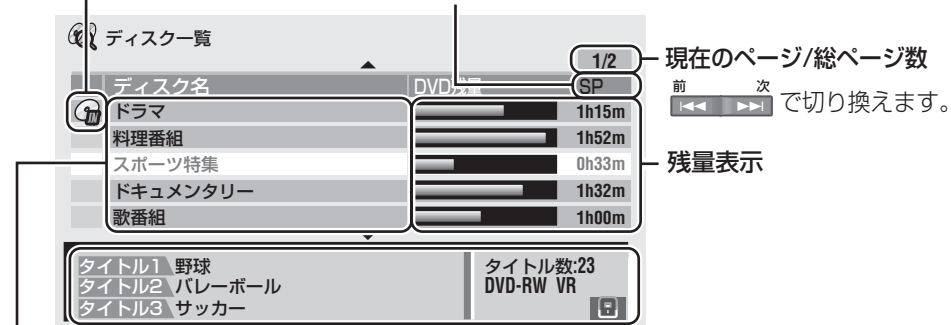 ディスク一覧
1/2
現在のページ/総ページ数
ディスク名 DVD残量 SP
前 次
で切り換えます。
ドラマ 1h15m
料理番組 1h52m
スポーツ特集 0h33m
残量表示
ドキュメンタリー 1h32m
歌番組 1h00m
タイトル1 野球
タイトル2 バレーボール
タイトル3 サッカー
タイトル数:23
DVD-RW VR